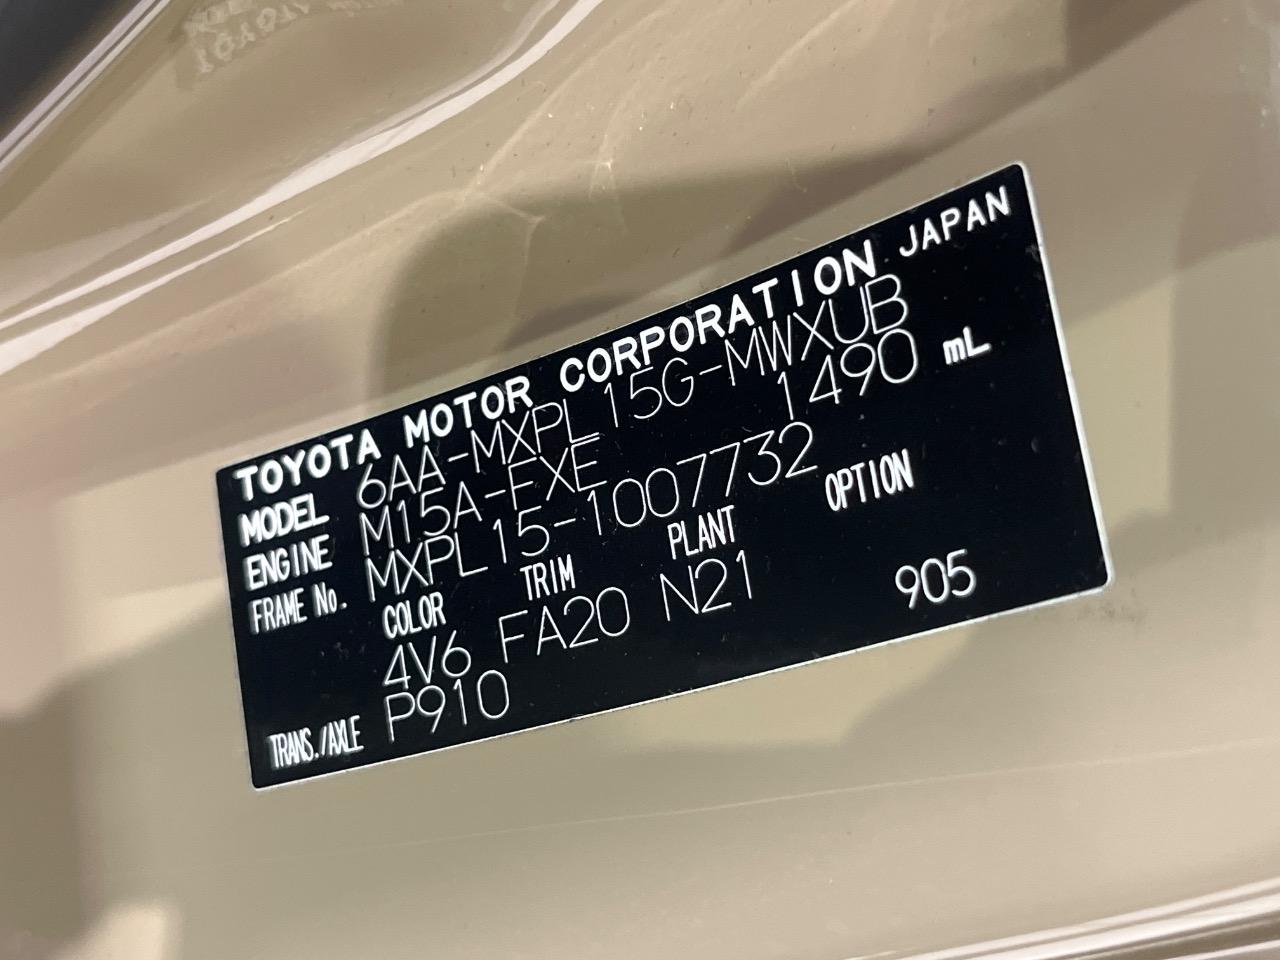 TOYOTA MOTOR CORPORATION JAPAN
MODEL 6AA-MXPL15G-MWXUB
ENGINE M15A-FXE 1490 mL
FRAME No. MXPL15-1007732
COLOR TRIM PLANT OPTION
4V6 FA20 N21 905
TRANS./AXLE P910